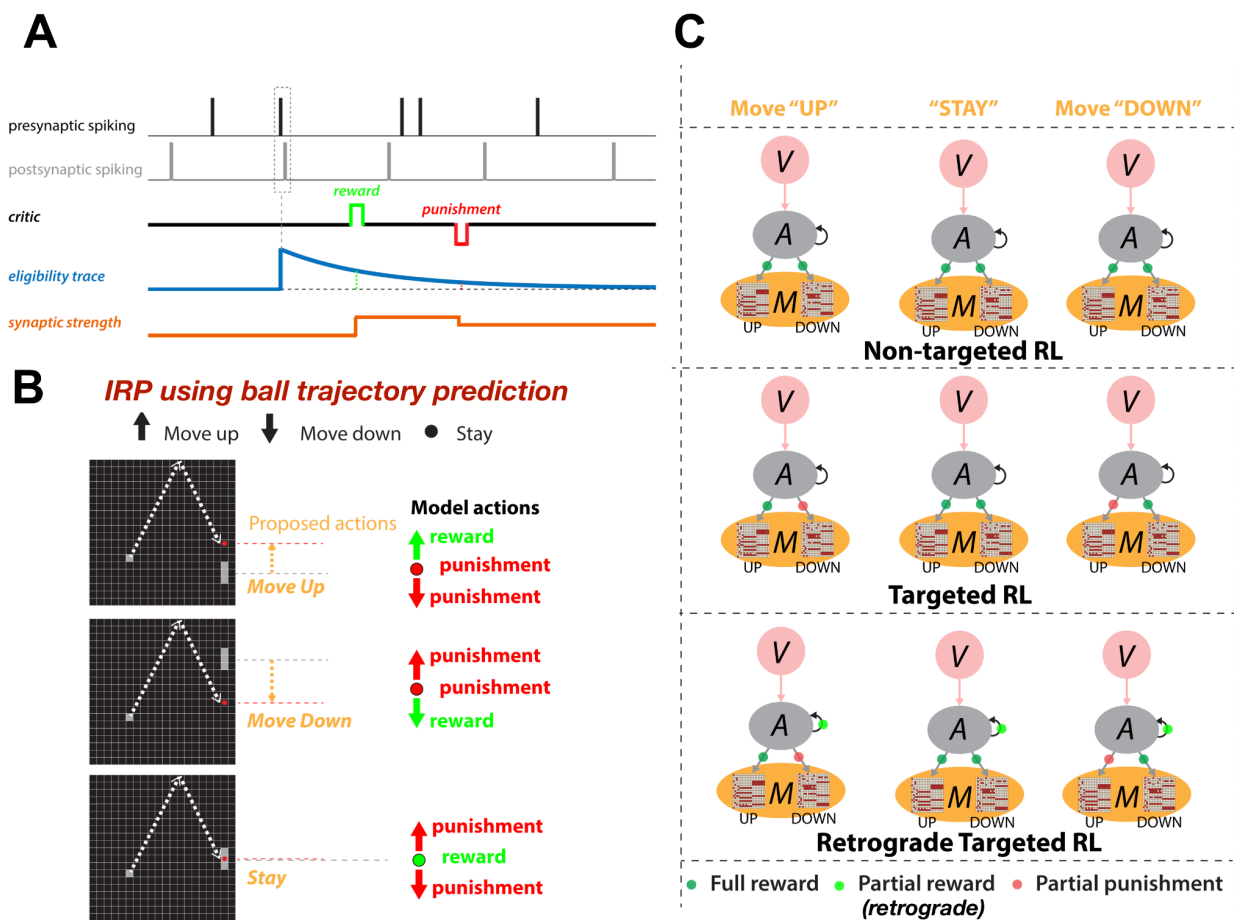 A
presynaptic spiking
postsynaptic spiking
reward
critic
punishment
eligibility trace
synaptic strength
B
IRP using ball trajectory prediction
Move up
Move down
Stay
Proposed actions
Move Up
Model actions
reward
punishment
punishment
Move Down
punishment
punishment
reward
Stay
punishment
reward
punishment
C
Move “UP”
“STAY”
Move “DOWN”
V
V
V
A
A
A
M
M
M
UP
DOWN
UP
DOWN
UP
DOWN
Non-targeted RL
V
V
V
A
A
A
M
M
M
UP
DOWN
UP
DOWN
UP
DOWN
Targeted RL
V
V
V
A
A
A
M
M
M
UP
DOWN
UP
DOWN
UP
DOWN
Retrograde Targeted RL
Full reward
Partial reward
(retrograde)
Partial punishment